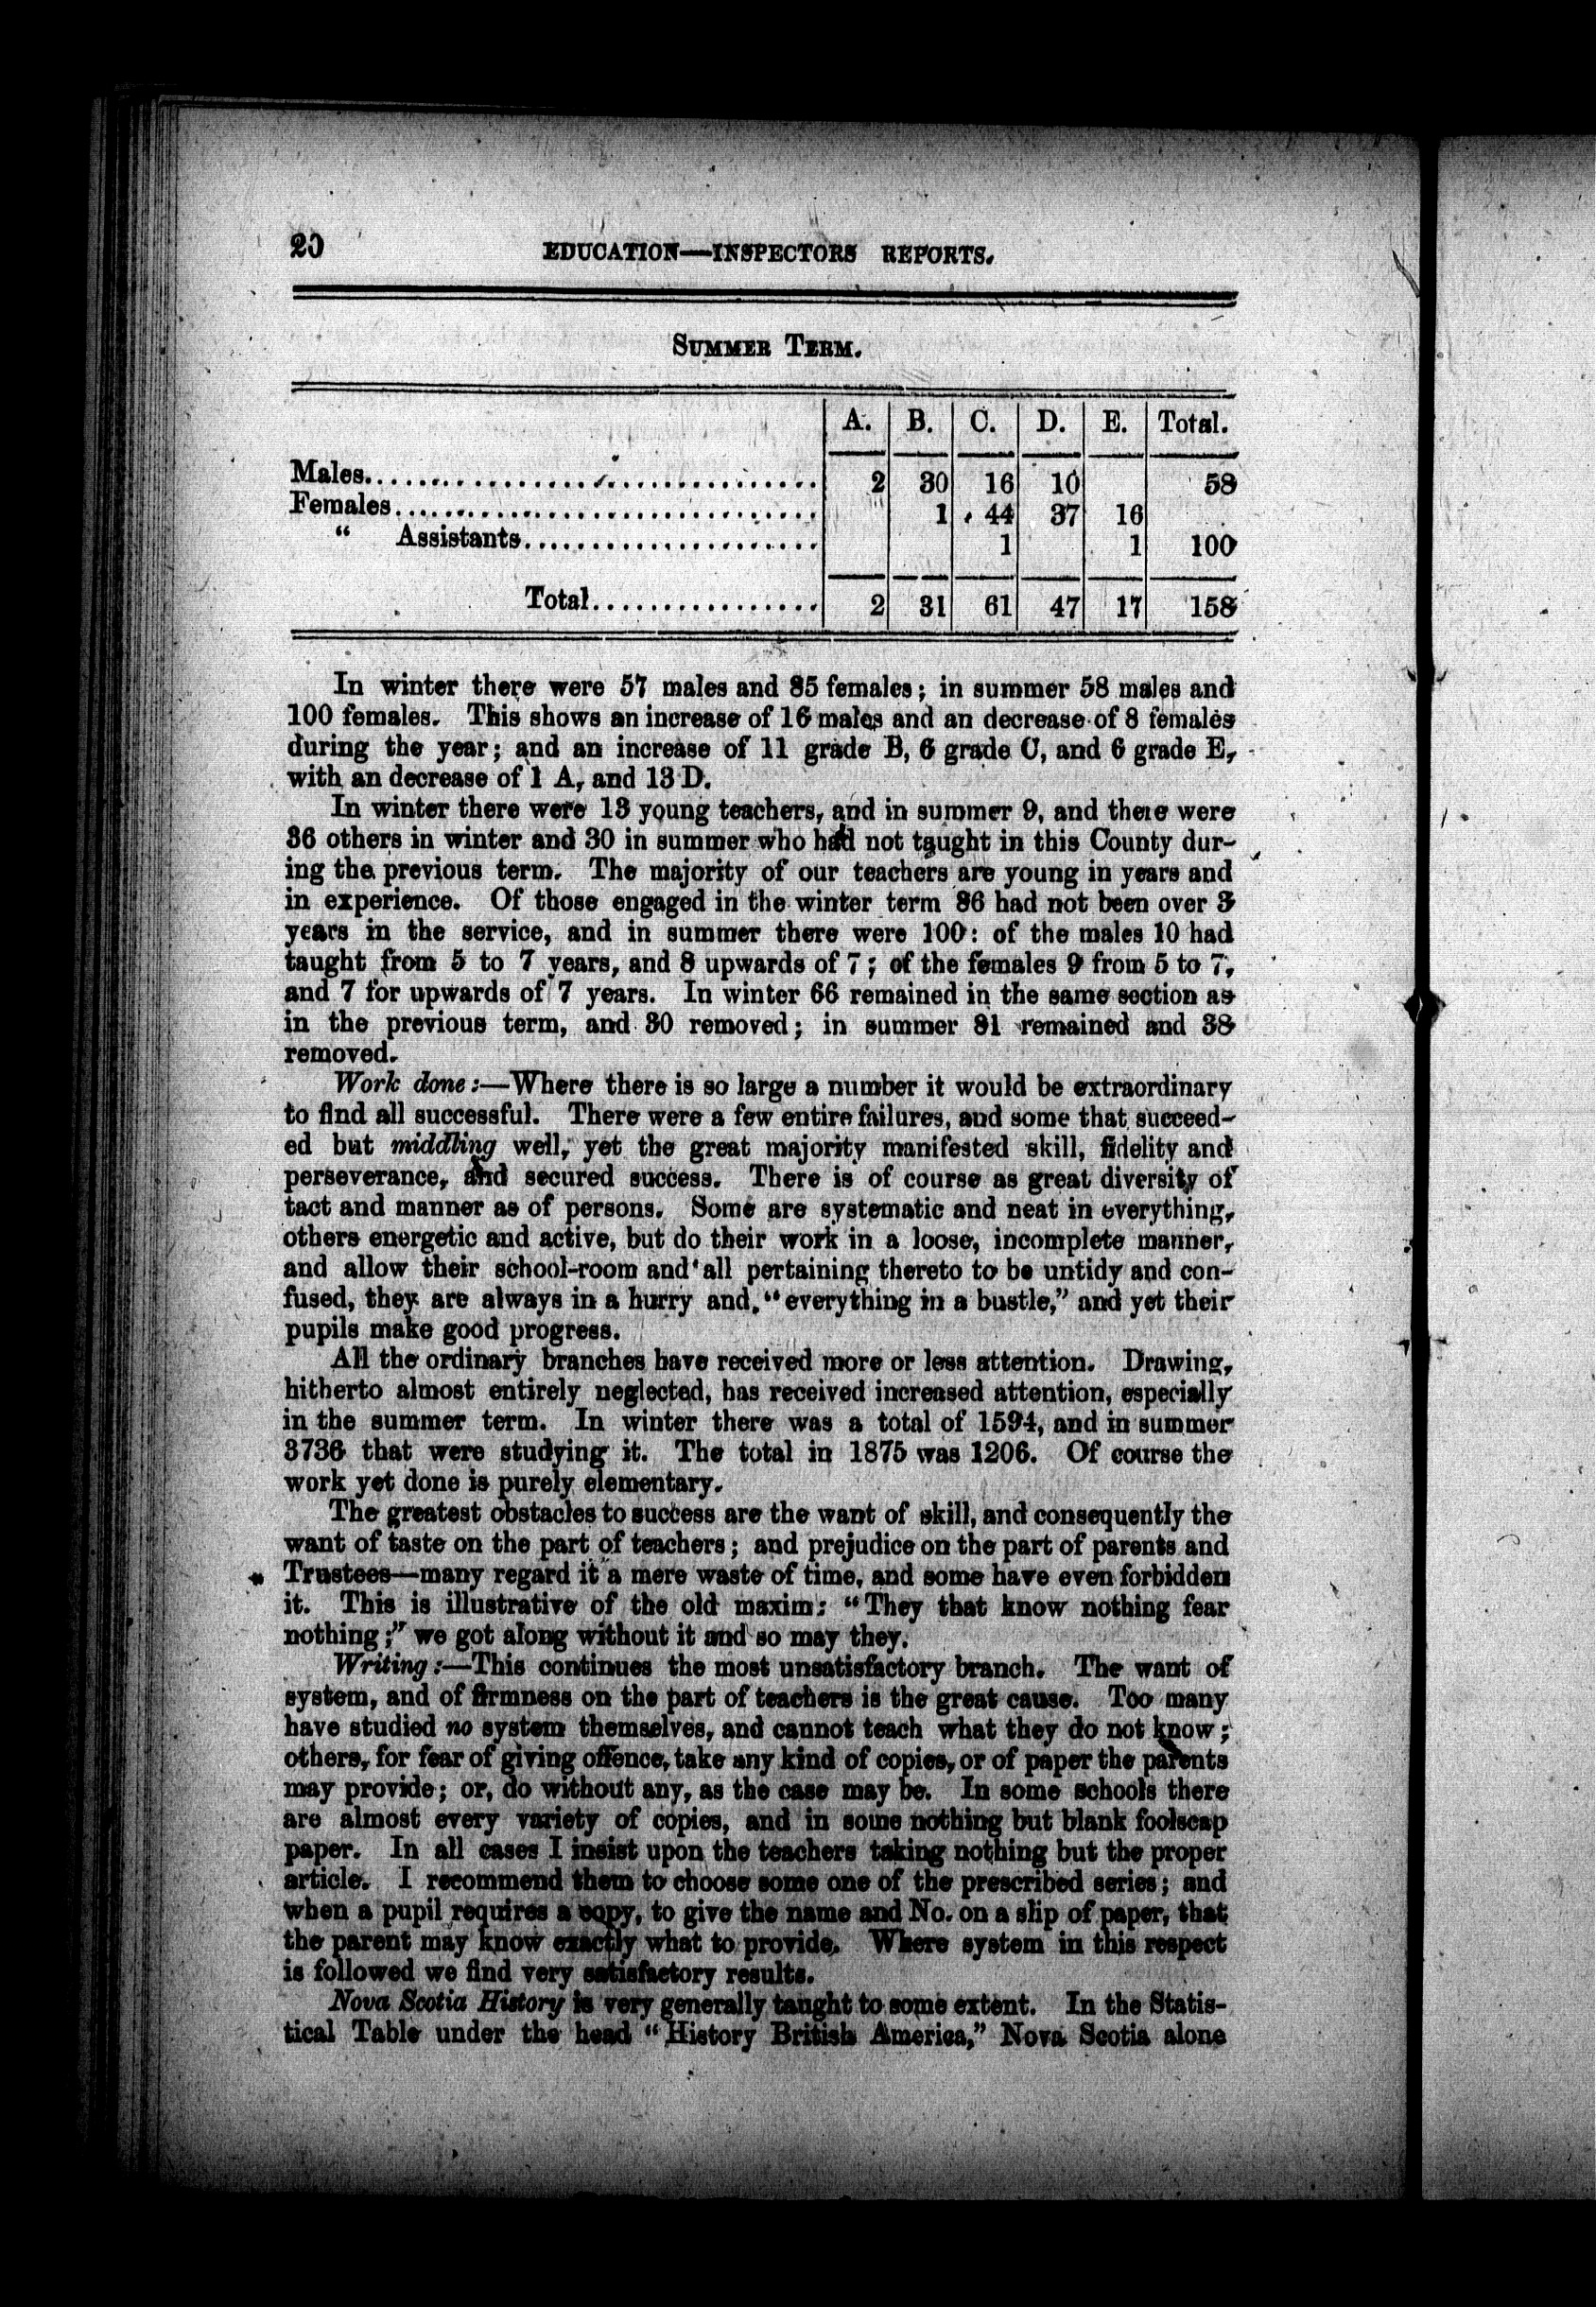 20 EDUCATION—INSPECTORS REPORTS.
SUMMER TERM.
A. B. C. D. E. Total.
Males................................ 2 30 16 10 58
Females.............................. 1 44 37 16
" Assistants...................... 1 1 100
Total................ 2 31 61 47 17 158
In winter there were 57 males and 85 females; in summer 58 males and
100 females. This shows an increase of 16 males and an decrease of 8 females
during the year; and an increase of 11 grade B, 6 grade C, and 6 grade E,
with an decrease of 1 A, and 13 D.
In winter there were 13 young teachers, and in summer 9, and there were
36 others in winter and 30 in summer who had not taught in this County dur-
ing the previous term. The majority of our teachers are young in years and
in experience. Of those engaged in the winter term 86 had not been over 3
years in the service, and in summer there were 100: of the males 10 had
taught from 5 to 7 years, and 8 upwards of 7; of the females 9 from 5 to 7,
and 7 for upwards of 7 years. In winter 66 remained in the same section as
in the previous term, and 30 removed; in summer 81 remained and 38
removed.
Work done:—Where there is so large a number it would be extraordinary
to find all successful. There were a few entire failures, and some that succeed-
ed but middling well, yet the great majority manifested skill, fidelity and
perseverance, and secured success. There is of course as great diversity of
tact and manner as of persons. Some are systematic and neat in everything,
others energetic and active, but do their work in a loose, incomplete manner,
and allow their school-room and all pertaining thereto to be untidy and con-
fused, they are always in a hurry and "everything in a bustle," and yet their
pupils make good progress.
All the ordinary branches have received more or less attention. Drawing,
hitherto almost entirely neglected, has received increased attention, especially
in the summer term. In winter there was a total of 1594, and in summer
3736 that were studying it. The total in 1875 was 1206. Of course the
work yet done is purely elementary.
The greatest obstacles to success are the want of skill, and consequently the
want of taste on the part of teachers; and prejudice on the part of parents and
Trustees—many regard it a mere waste of time, and some have even forbidden
it. This is illustrative of the old maxim: "They that know nothing fear
nothing;" we got along without it and so may they.
Writing:—This continues the most unsatisfactory branch. The want of
system, and of firmness on the part of teachers is the great cause. Too many
have studied no system themselves, and cannot teach what they do not know;
others, for fear of giving offence, take any kind of copies, or of paper the parents
may provide; or, do without any, as the case may be. In some schools there
are almost every variety of copies, and in some nothing but blank foolscap
paper. In all cases I insist upon the teachers taking nothing but the proper
article. I recommend them to choose some one of the prescribed series; and
when a pupil requires a copy, to give the name and No. on a slip of paper, that
the parent may know exactly what to provide. Where system in this respect
is followed we find very satisfactory results.
Nova Scotia History is very generally taught to some extent. In the Statis-
tical Table under the head "History British America," Nova Scotia alone